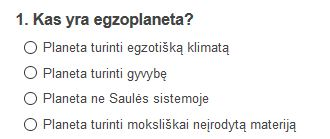 1. Kas yra egzoplaneta?
Planeta turinti egzotišką klimatą
Planeta turinti gyvybę
Planeta ne Saulės sistemoje
Planeta turinti moksliškai neįrodytą materiją